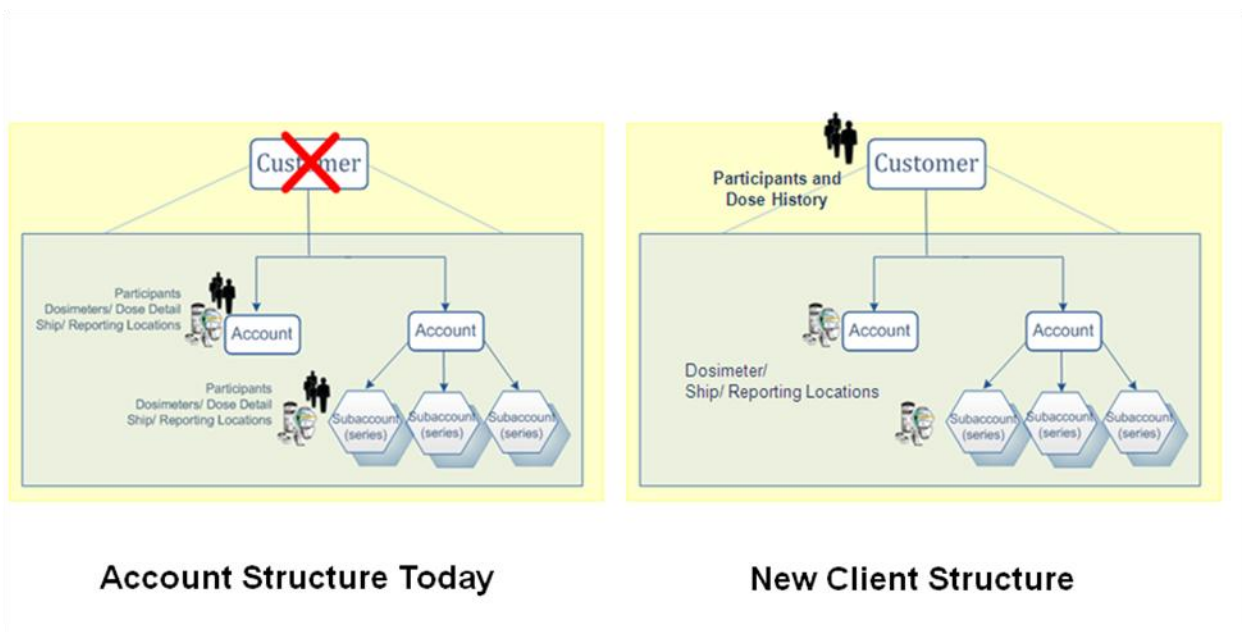 Customer
Participants
Dosimeters/ Dose Detail
Ship/ Reporting Locations
Account
Account
Participants
Dosimeters/ Dose Detail
Ship/ Reporting Locations
Subaccount
(series)
Subaccount
(series)
Subaccount
(series)
Account Structure Today
Customer
Participants and
Dose History
Account
Account
Dosimeter/
Ship/ Reporting Locations
Subaccount
(series)
Subaccount
(series)
Subaccount
(series)
New Client Structure